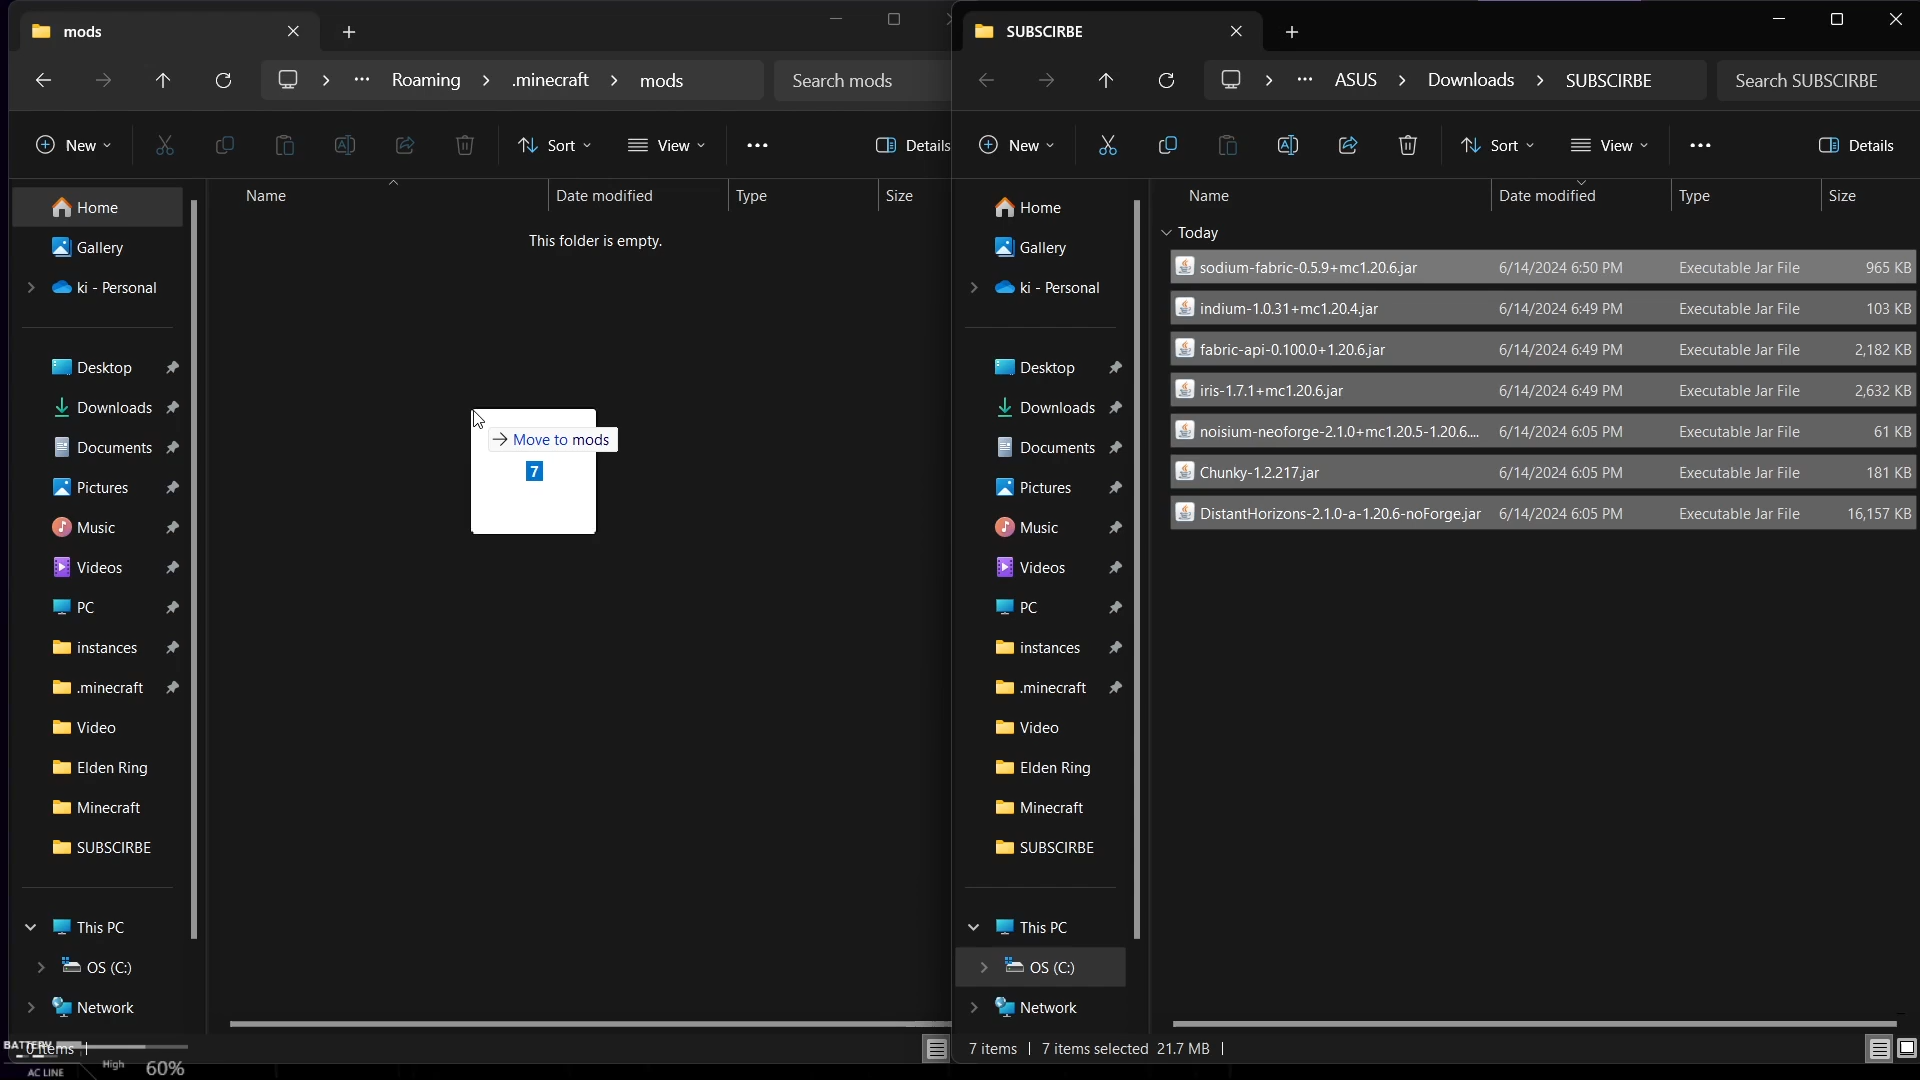 mods
Roaming
.minecraft
mods
Search mods
New
Sort
View
Details
Name
Date modified
Type
Size
This folder is empty.
Home
Gallery
ki - Personal
Desktop
Downloads
Documents
Pictures
Music
Videos
PC
instances
.minecraft
Video
Elden Ring
Minecraft
SUBSCIRBE
This PC
OS (C:)
Network
Move to mods
7
0 items
BATTERY
AC LINE
High
60%
SUBSCIRBE
ASUS
Downloads
SUBSCIRBE
Search SUBSCIRBE
New
Sort
View
Details
Name
Date modified
Type
Size
Home
Gallery
ki - Personal
Desktop
Downloads
Documents
Pictures
Music
Videos
PC
instances
.minecraft
Video
Elden Ring
Minecraft
SUBSCIRBE
This PC
OS (C:)
Network
Today
sodium-fabric-0.5.9+mc1.20.6.jar 6/14/2024 6:50 PM Executable Jar File 965 KB
indium-1.0.31+mc1.20.4.jar 6/14/2024 6:49 PM Executable Jar File 103 KB
fabric-api-0.100.0+1.20.6.jar 6/14/2024 6:49 PM Executable Jar File 2,182 KB
iris-1.7.1+mc1.20.6.jar 6/14/2024 6:49 PM Executable Jar File 2,632 KB
noisium-neoforge-2.1.0+mc1.20.5-1.20.6.... 6/14/2024 6:05 PM Executable Jar File 61 KB
Chunky-1.2.217.jar 6/14/2024 6:05 PM Executable Jar File 181 KB
DistantHorizons-2.1.0-a-1.20.6-noForge.jar 6/14/2024 6:05 PM Executable Jar File 16,157 KB
7 items
7 items selected 21.7 MB